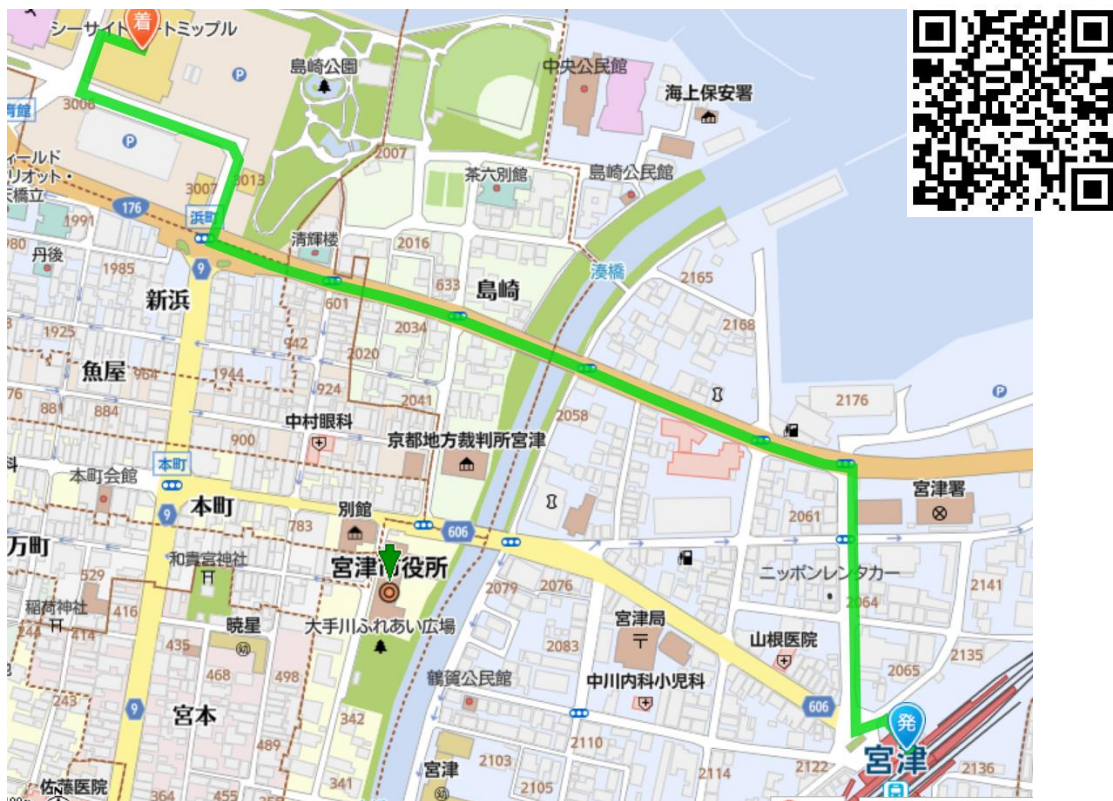 シーサイドマートミップル
着
島崎公園
中央公民館
海上保安署
3008
青館
2007
茶六別館
島崎公民館
ィールド
リオット・
天橋立
3007
3013
176
浜町
1991
980
丹後
1985
9
清輝楼
2016
湊橋
2165
新浜
601
633
島崎
2168
1925
942
2034
2020
魚屋
964
1944
924
2041
2176
76
881
884
中村眼科
2058
900
京都地方裁判所宮津
本町会館
本町
宮津署
9
本町
783
別館
606
2061
万町
和貴宮神社
宮津市役所
ニッポンレンタカー
529
2079
2076
2064
2141
稲荷神社
416
暁星
大手川ふれあい広場
宮津局
山根医院
244
414
435
2083
2065
2135
468
498
鶴賀公民館
中川内科小児科
243
9
宮本
342
606
発
489
2110
宮津
佐藤医院
341
宮津
2103
2114
2122
2136
364
455
2105